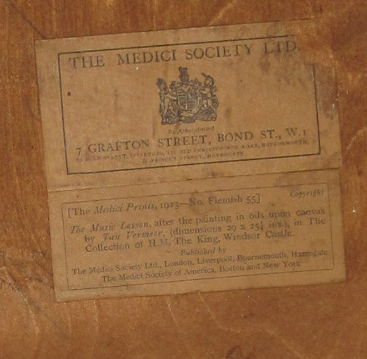 THE MEDICI SOCIETY LTD.
By Appointment
7 GRAFTON STREET, BOND ST., W.1
Copyright
[The Medici Prints, 1923—No. Flemish 55]
The Music Lesson, after the painting in oils upon canvas
by Jan Vermeer, (dimensions 29 x 25¼ ins.), in The
Collection of H.M. The King, Windsor Castle.
Published by
The Medici Society Ltd., London, Liverpool, Bournemouth, Harrogate
The Medici Society of America, Boston and New York